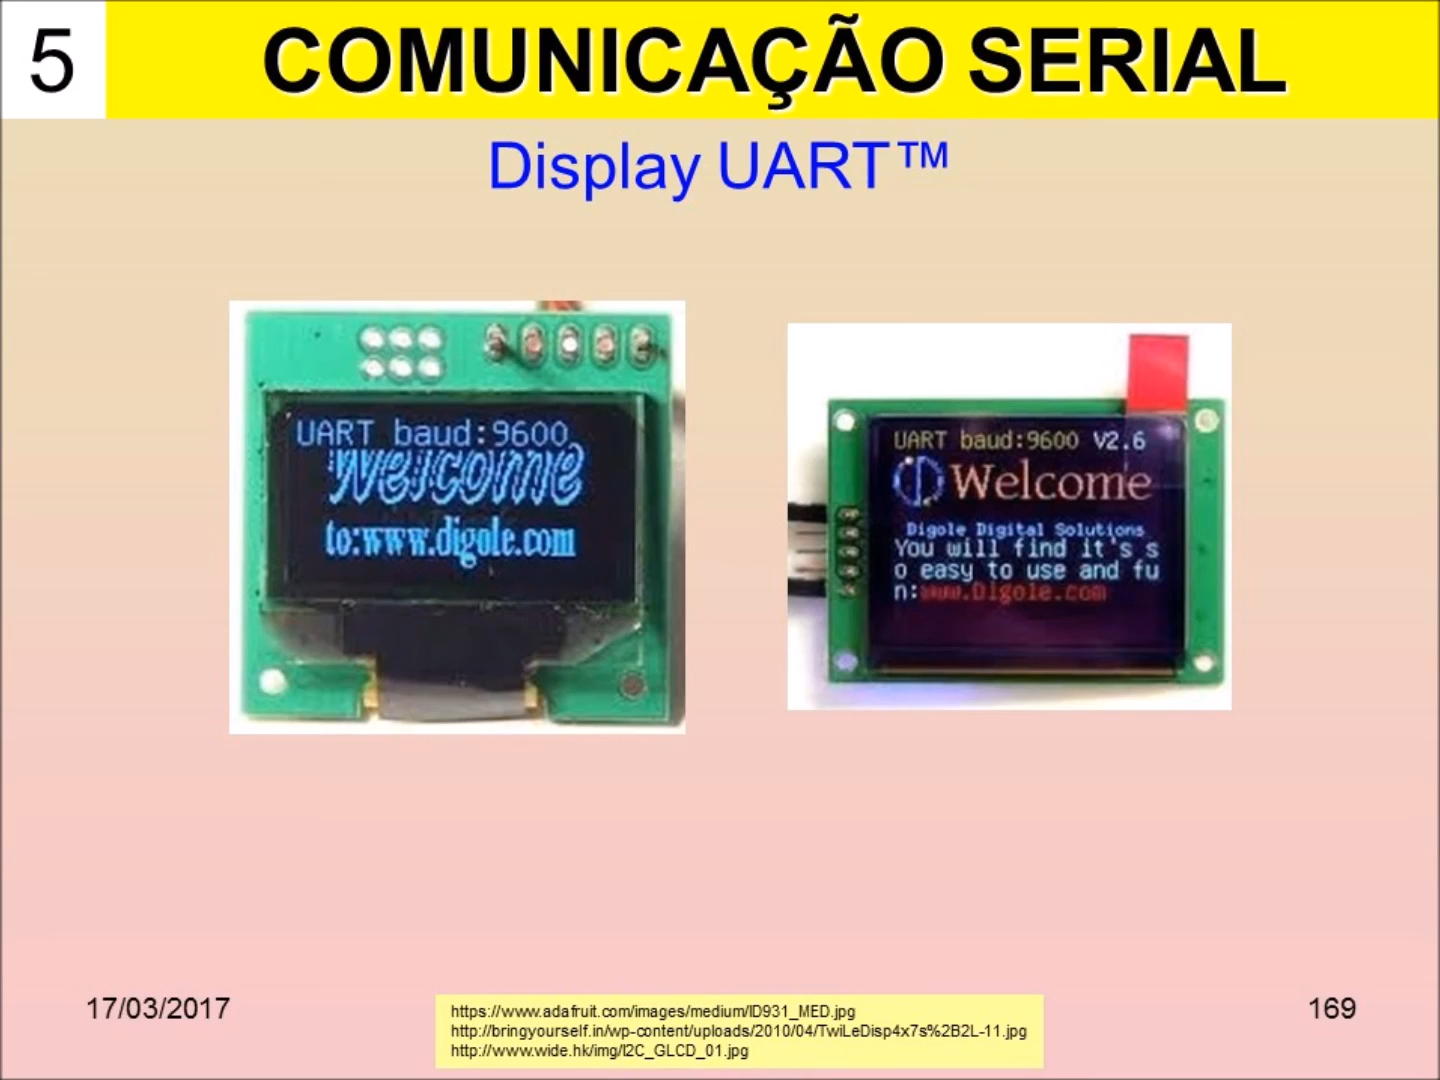 5
COMUNICAÇÃO SERIAL
Display UART™
UART baud:9600
Welcome
to:www.digole.com
UART baud:9600 V2.6
Welcome
Digole Digital Solutions
You will find it's s
o easy to use and fu
n:www.Digole.com
17/03/2017
https://www.adafruit.com/images/medium/ID931_MED.jpg
http://bringyourself.in/wp-content/uploads/2010/04/TwiLeDisp4x7s%2B2L-11.jpg
http://www.wide.hk/img/I2C_GLCD_01.jpg
169